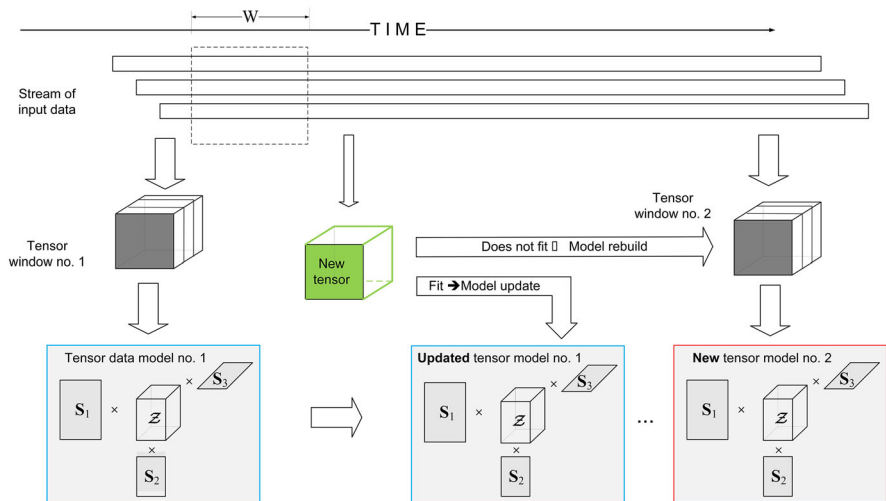 W
T I M E
Stream of
input data
Tensor
window no. 1
New
tensor
Tensor
window no. 2
Does not fit ▯ Model rebuild
Fit ➔Model update
Tensor data model no. 1
S1 × Z × S3
×
S2
Updated tensor model no. 1
S1 × Z × S3
×
S2
...
New tensor model no. 2
S1 × Z × S3
×
S2